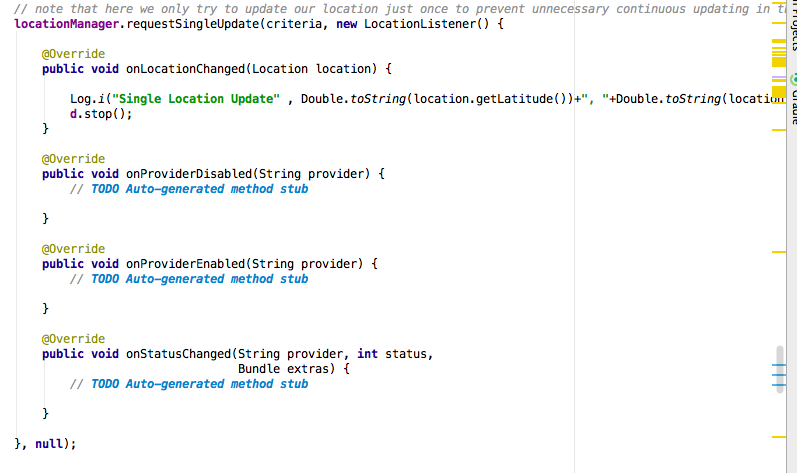 // note that here we only try to update our location just once to prevent unnecessary continuous updating in
locationManager.requestSingleUpdate(criteria, new LocationListener() {
@Override
public void onLocationChanged(Location location) {
Log.i("Single Location Update" , Double.toString(location.getLatitude())+", "+Double.toString(location
d.stop();
}
@Override
public void onProviderDisabled(String provider) {
// TODO Auto-generated method stub
}
@Override
public void onProviderEnabled(String provider) {
// TODO Auto-generated method stub
}
@Override
public void onStatusChanged(String provider, int status,
Bundle extras) {
// TODO Auto-generated method stub
}
}, null);
Projects
Gradle